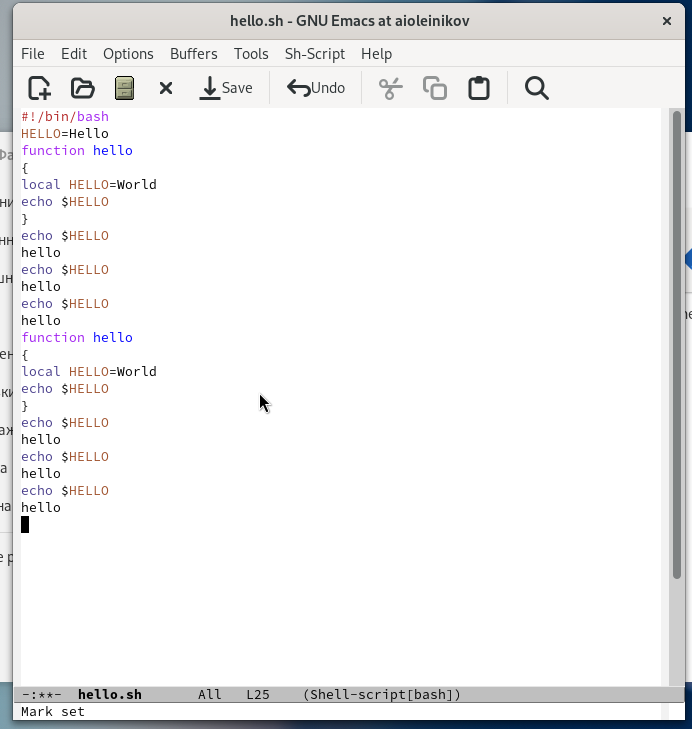 hello.sh - GNU Emacs at aioleinikov
File Edit Options Buffers Tools Sh-Script Help
Save Undo
#!/bin/bash
HELLO=Hello
function hello
{
local HELLO=World
echo $HELLO
}
echo $HELLO
hello
echo $HELLO
hello
echo $HELLO
hello
function hello
{
local HELLO=World
echo $HELLO
}
echo $HELLO
hello
echo $HELLO
hello
echo $HELLO
hello
-:**- hello.sh All L25 (Shell-script[bash])
Mark set